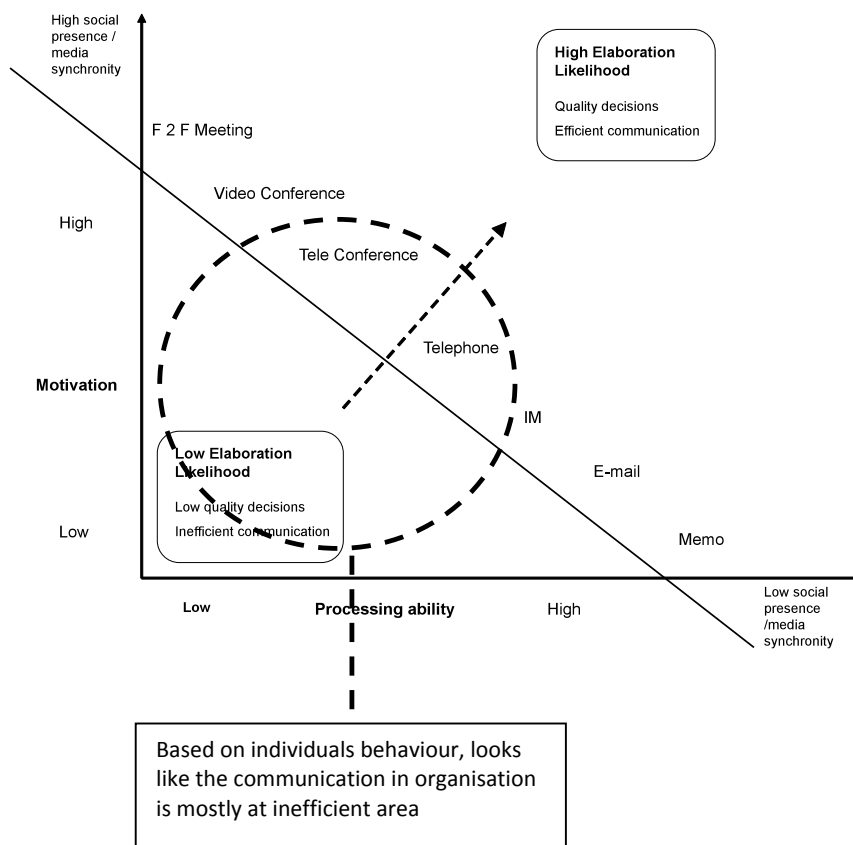 High social
presence /
media
synchronity
High Elaboration
Likelihood
Quality decisions
Efficient communication
F 2 F Meeting
Video Conference
High
Tele Conference
Telephone
Motivation
IM
Low Elaboration
Likelihood
Low quality decisions
Inefficient communication
E-mail
Low
Memo
Low
Processing ability
High
Low social
presence
/media
synchronity
Based on individuals behaviour, looks
like the communication in organisation
is mostly at inefficient area